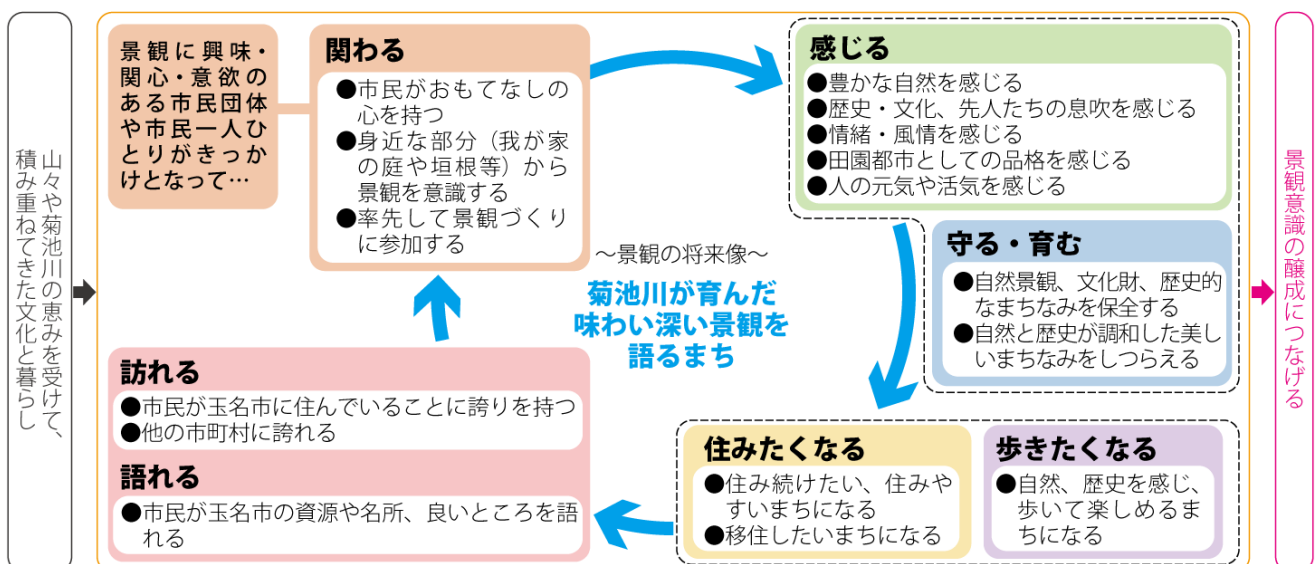 山々や菊池川の恵みを受けて、
積み重ねてきた文化と暮らし
景観に興味・
関心・意欲の
ある市民団体
や市民一人ひ
とりがきっか
けとなって…
関わる
●市民がおもてなしの
心を持つ
●身近な部分（我が家
の庭や垣根等）から
景観を意識する
●率先して景観づくり
に参加する
感じる
●豊かな自然を感じる
●歴史・文化、先人たちの息吹を感じる
●情緒・風情を感じる
●田園都市としての品格を感じる
●人の元気や活気を感じる
守る・育む
●自然景観、文化財、歴史的
なまちなみを保全する
●自然と歴史が調和した美し
いまちなみをしつらえる
～景観の将来像～
菊池川が育んだ
味わい深い景観を
語るまち
住みたくなる
●住み続けたい、住みや
すいまちになる
●移住したいまちになる
歩きたくなる
●自然、歴史を感じ、
歩いて楽しめるま
ちになる
訪れる
●市民が玉名市に住んでいることに誇りを持つ
●他の市町村に誇れる
語れる
●市民が玉名市の資源や名所、良いところを語
れる
景観意識の醸成につなげる